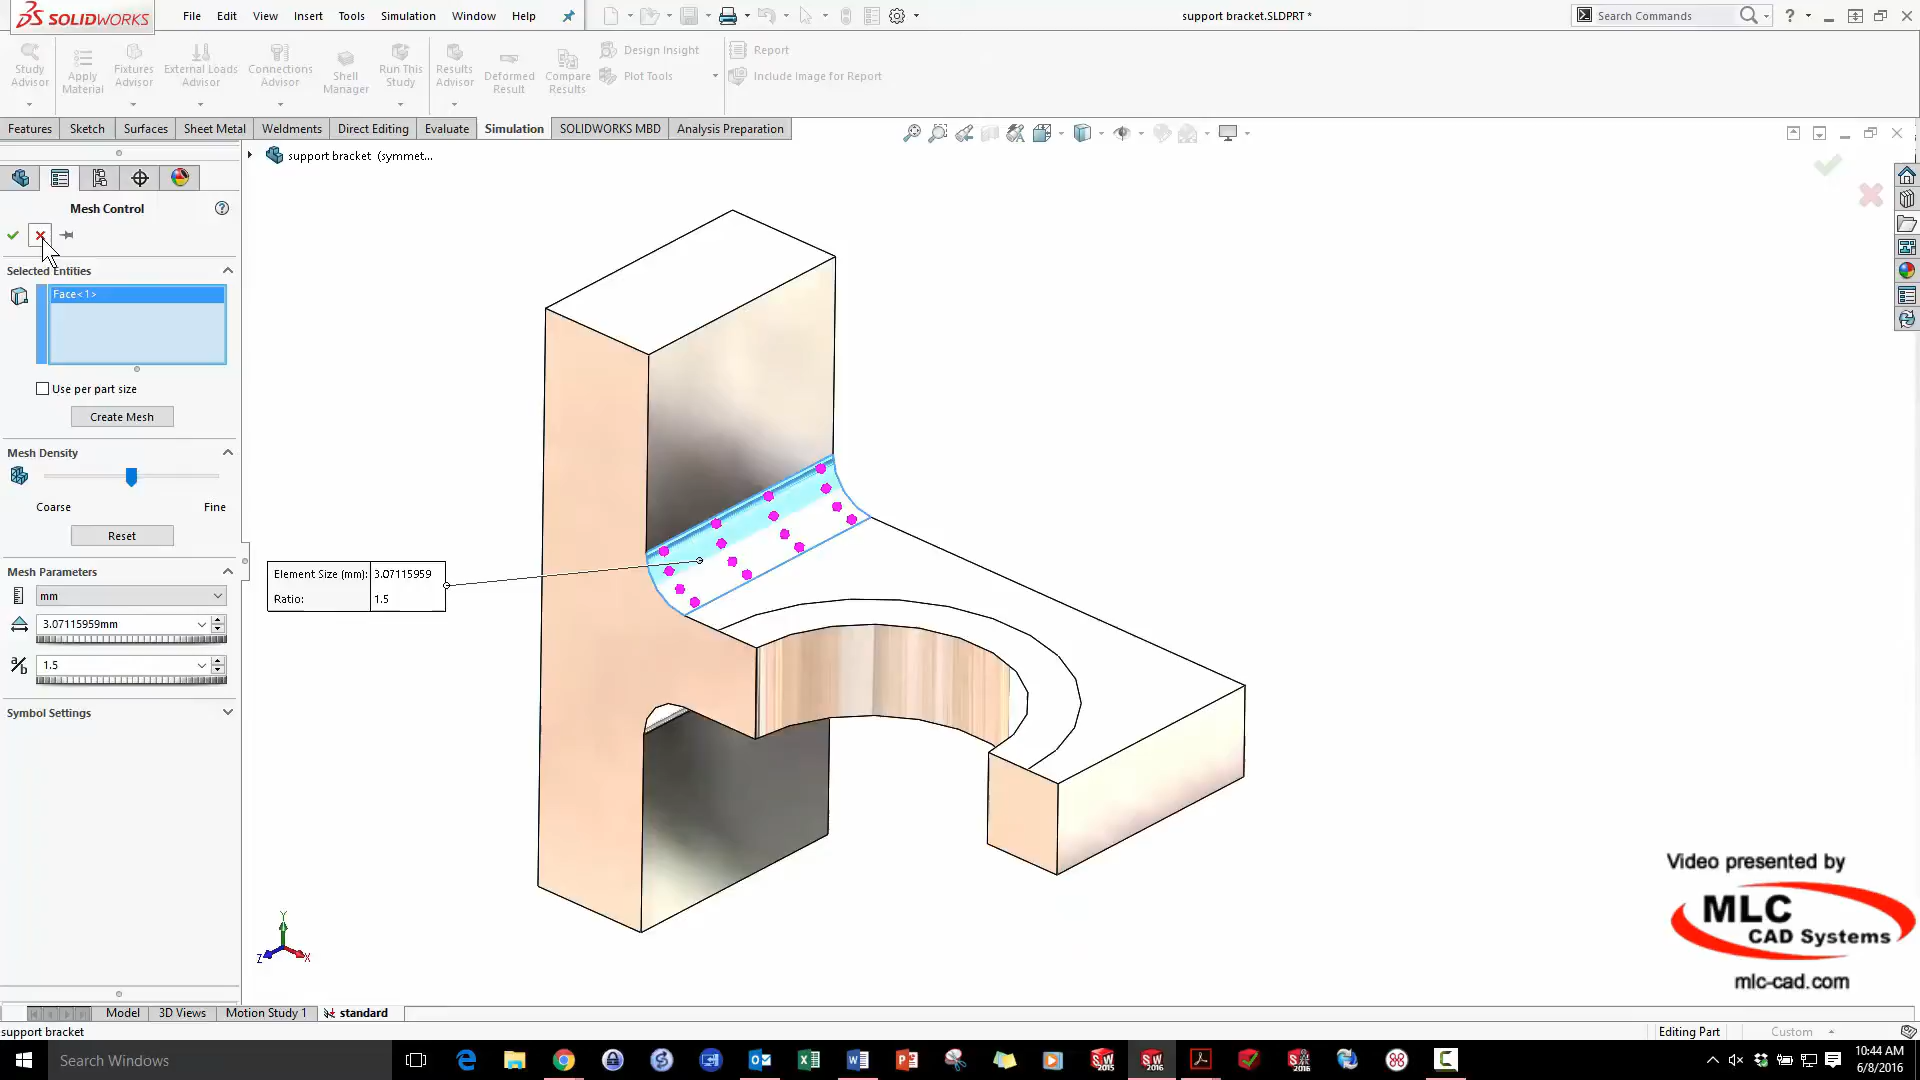 SOLIDWORKS
File Edit View Insert Tools Simulation Window Help
support bracket.SLDPRT *
Search Commands
Study Advisor
Apply Material
Fixtures Advisor
External Loads Advisor
Connections Advisor
Shell Manager
Run This Study
Results Advisor
Deformed Result
Compare Results
Design Insight
Plot Tools
Report
Include Image for Report
Features Sketch Surfaces Sheet Metal Weldments Direct Editing Evaluate Simulation SOLIDWORKS MBD Analysis Preparation
support bracket (symmet...
Mesh Control
Selected Entities
Face<1>
Use per part size
Create Mesh
Mesh Density
Coarse Fine
Reset
Mesh Parameters
mm
3.07115959mm
1.5
Symbol Settings
Element Size (mm): 3.07115959
Ratio: 1.5
Y
Z
X
Video presented by
MLC
CAD Systems
mlc-cad.com
Model 3D Views Motion Study 1 standard
support bracket
Editing Part
Custom
Search Windows
10:44 AM
6/8/2016